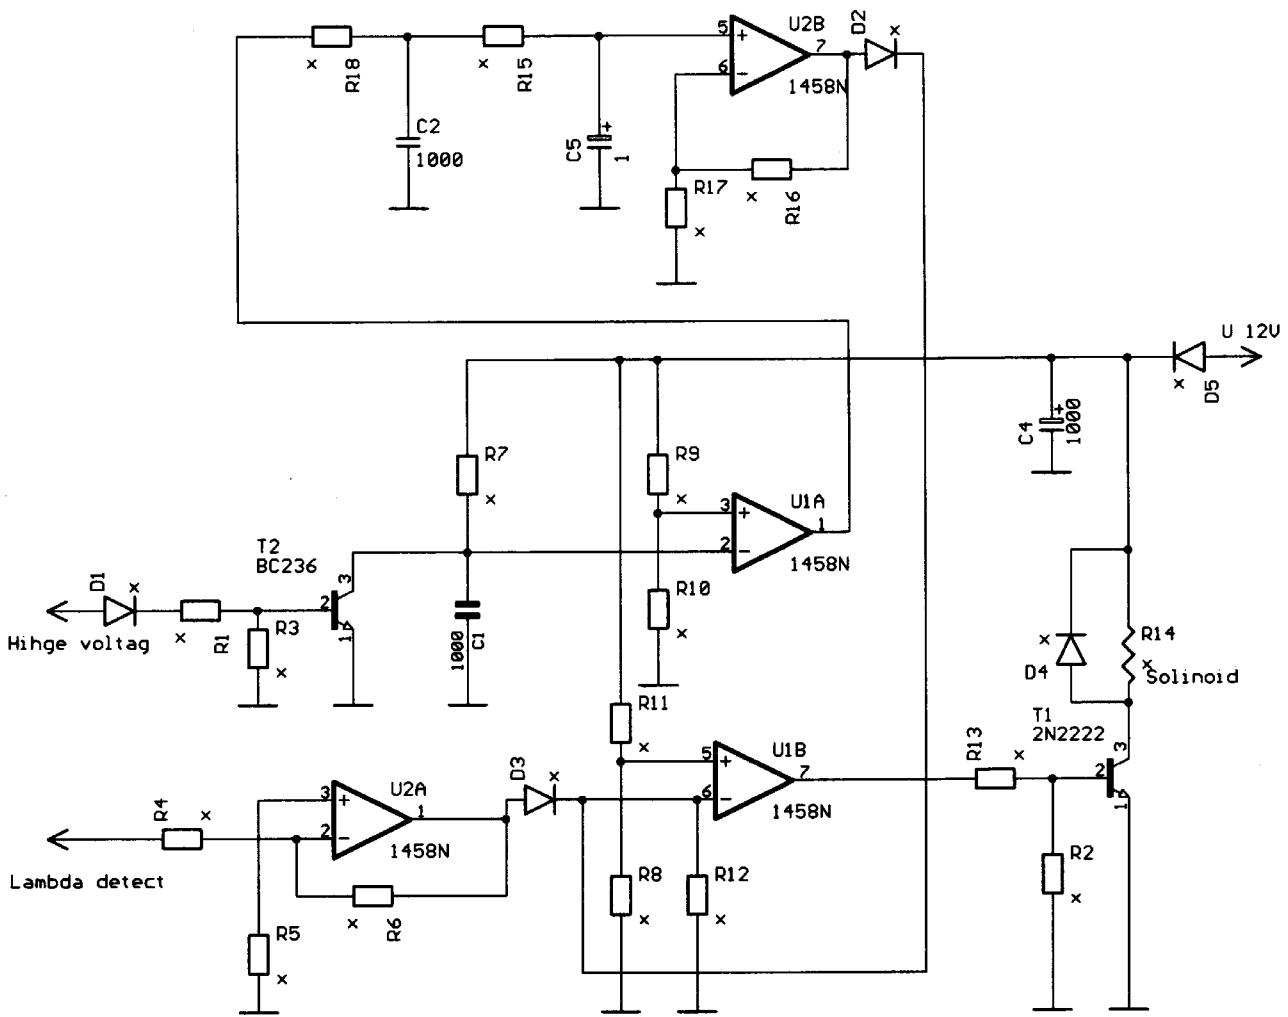 U2B
D2
x
5
+
7
6
−
1458N
x
R18
x
R15
C2
1000
+
C5
1
R17
x
x
R16
U 12V
x
D5
+
C4
1000
R7
x
R9
x
U1A
3
+
1
2
−
1458N
T2
BC236
3
2
1
D1
x
Hihge voltag
x
R1
R3
x
1000
C1
R10
x
x
D4
R14
x
Solinoid
R11
x
T1
2N2222
3
2
1
R13
x
U1B
5
+
7
6
−
1458N
D3
x
U2A
3
+
1
2
−
1458N
R4
x
Lambda detect
x
R6
R5
x
R8
x
R12
x
R2
x